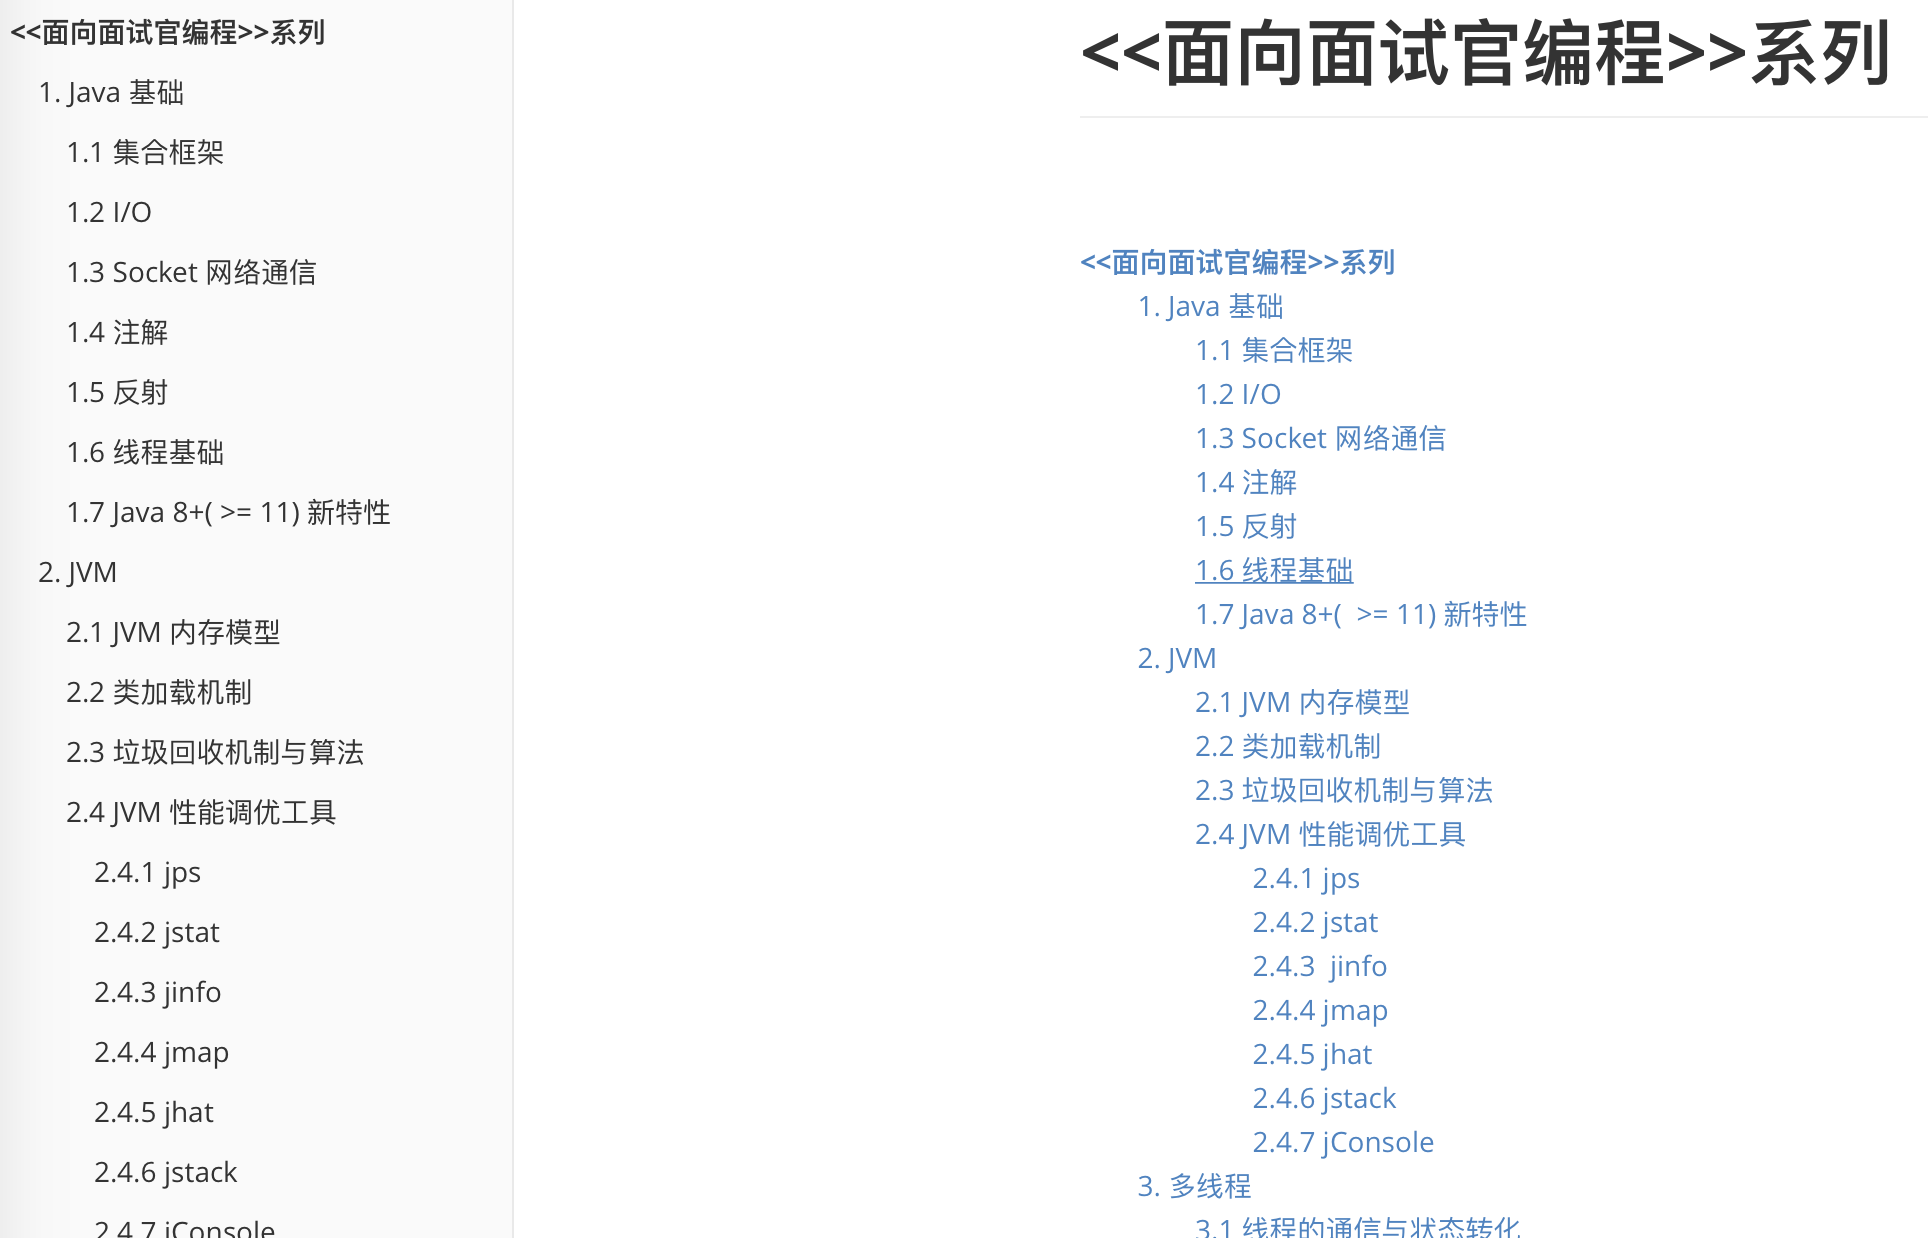 <<面向面试官编程>>系列
1. Java 基础
1.1 集合框架
1.2 I/O
1.3 Socket 网络通信
1.4 注解
1.5 反射
1.6 线程基础
1.7 Java 8+( >= 11) 新特性
2. JVM
2.1 JVM 内存模型
2.2 类加载机制
2.3 垃圾回收机制与算法
2.4 JVM 性能调优工具
2.4.1 jps
2.4.2 jstat
2.4.3 jinfo
2.4.4 jmap
2.4.5 jhat
2.4.6 jstack
2.4.7 jConsole
<<面向面试官编程>>系列
<<面向面试官编程>>系列
1. Java 基础
1.1 集合框架
1.2 I/O
1.3 Socket 网络通信
1.4 注解
1.5 反射
1.6 线程基础
1.7 Java 8+(  >= 11) 新特性
2. JVM
2.1 JVM 内存模型
2.2 类加载机制
2.3 垃圾回收机制与算法
2.4 JVM 性能调优工具
2.4.1 jps
2.4.2 jstat
2.4.3  jinfo
2.4.4 jmap
2.4.5 jhat
2.4.6 jstack
2.4.7 jConsole
3. 多线程
3.1 线程的通信与状态转化